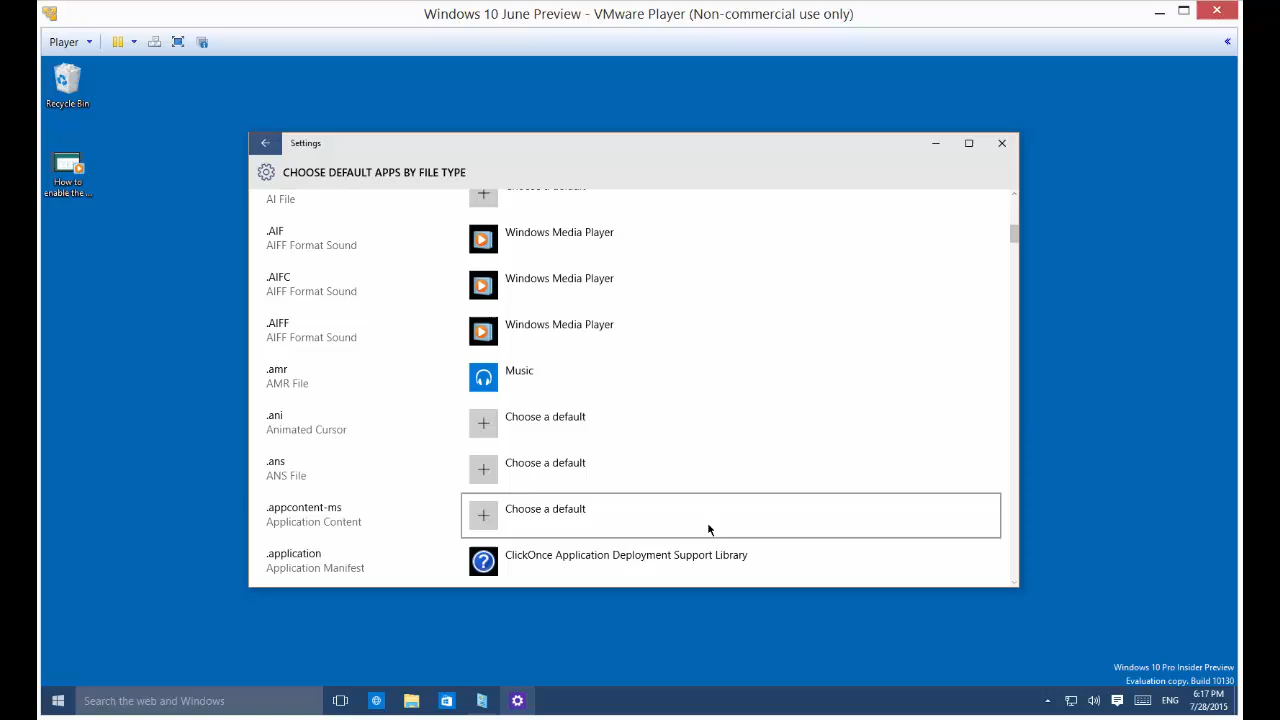 Windows 10 June Preview - VMware Player (Non-commercial use only)
Player
Recycle Bin
How to
enable the ...
Settings
CHOOSE DEFAULT APPS BY FILE TYPE
Choose a default
AI File
.AIF
Windows Media Player
AIFF Format Sound
.AIFC
Windows Media Player
AIFF Format Sound
.AIFF
Windows Media Player
AIFF Format Sound
.amr
Music
AMR File
.ani
Choose a default
Animated Cursor
.ans
Choose a default
ANS File
.appcontent-ms
Choose a default
Application Content
.application
ClickOnce Application Deployment Support Library
Application Manifest
Windows 10 Pro Insider Preview
Evaluation copy. Build 10130
Search the web and Windows
ENG
6:17 PM
7/28/2015